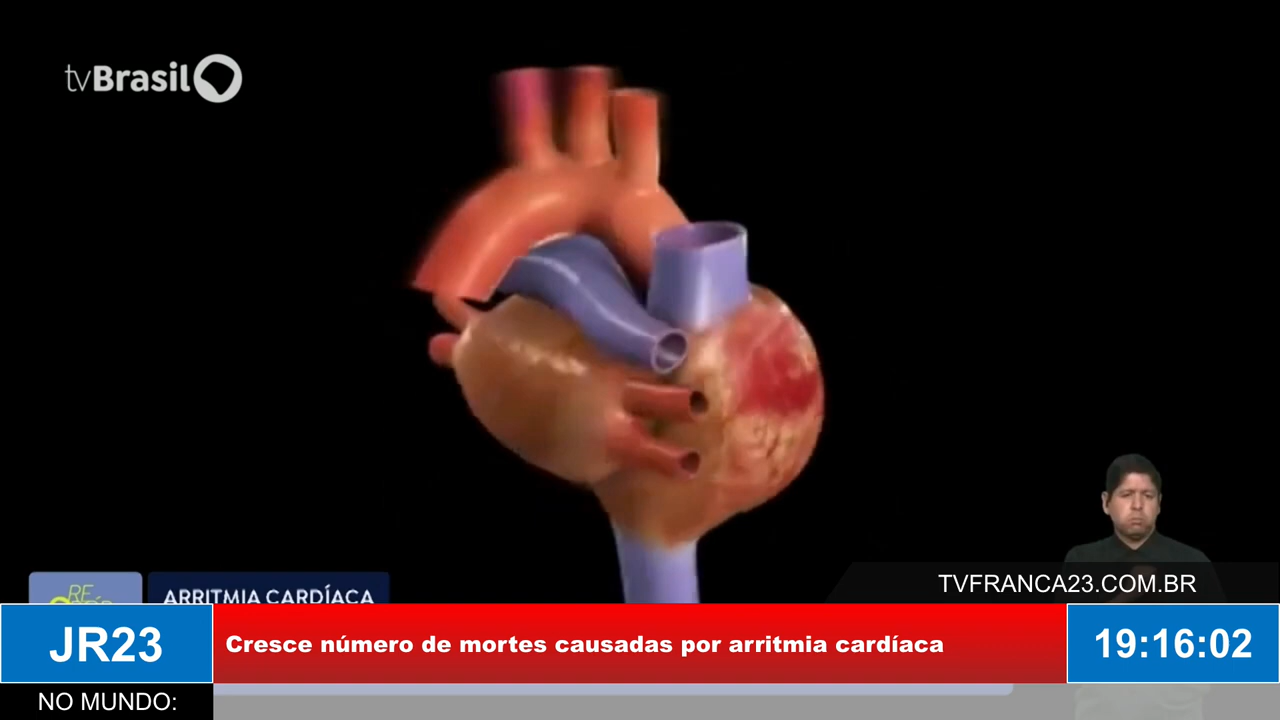 tvBrasil
TVFRANCA23.COM.BR
ARRITMIA CARDÍACA
JR23
Cresce número de mortes causadas por arritmia cardíaca
19:16:02
NO MUNDO: